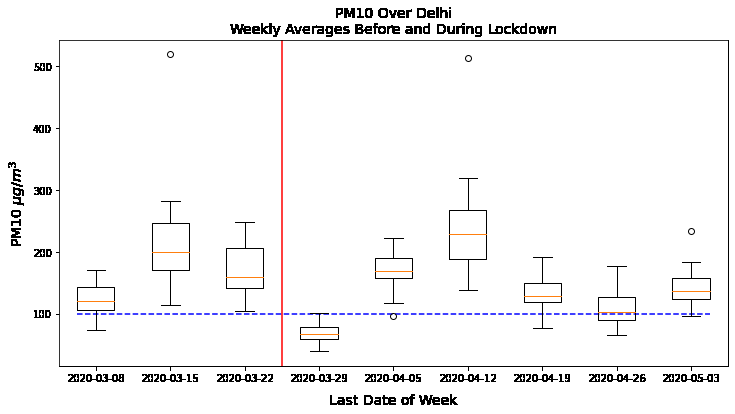 PM10 Over Delhi
Weekly Averages Before and During Lockdown
PM10 μg/m³
500
400
300
200
100
2020-03-08 2020-03-15 2020-03-22 2020-03-29 2020-04-05 2020-04-12 2020-04-19 2020-04-26 2020-05-03
Last Date of Week